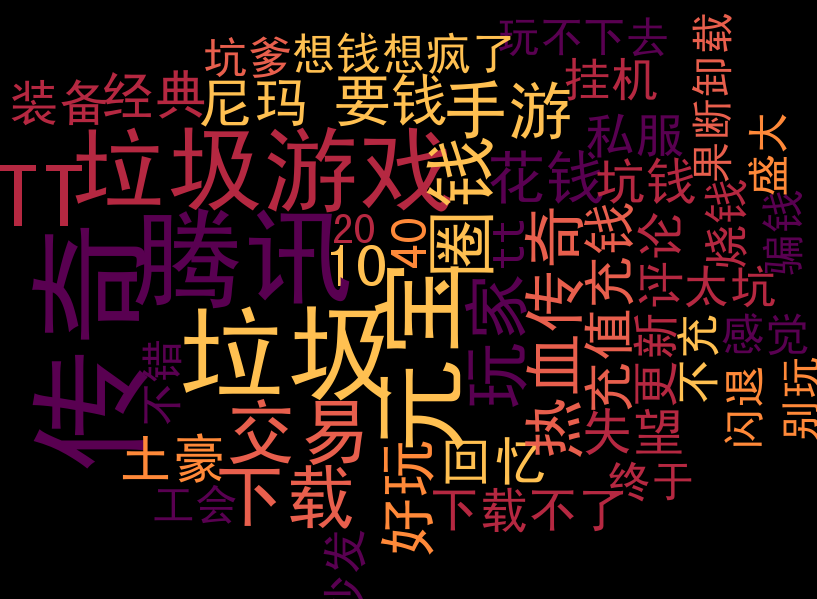 坑爹
想钱想疯了
玩不下去
果断卸载
装备
经典
尼玛
要钱
手游
挂机
私服
盛大
TT
垃圾游戏
钱
花钱
坑钱
烧钱
骗钱
传奇
腾讯
20
10
40
圈
tt
热血传奇
充值充钱
评论
太坑
不错
垃圾
元宝
玩家
更新
不充
感觉
闪退
别玩
土豪
交易
好玩
回忆
失望
工会
下载
下载不了
终于